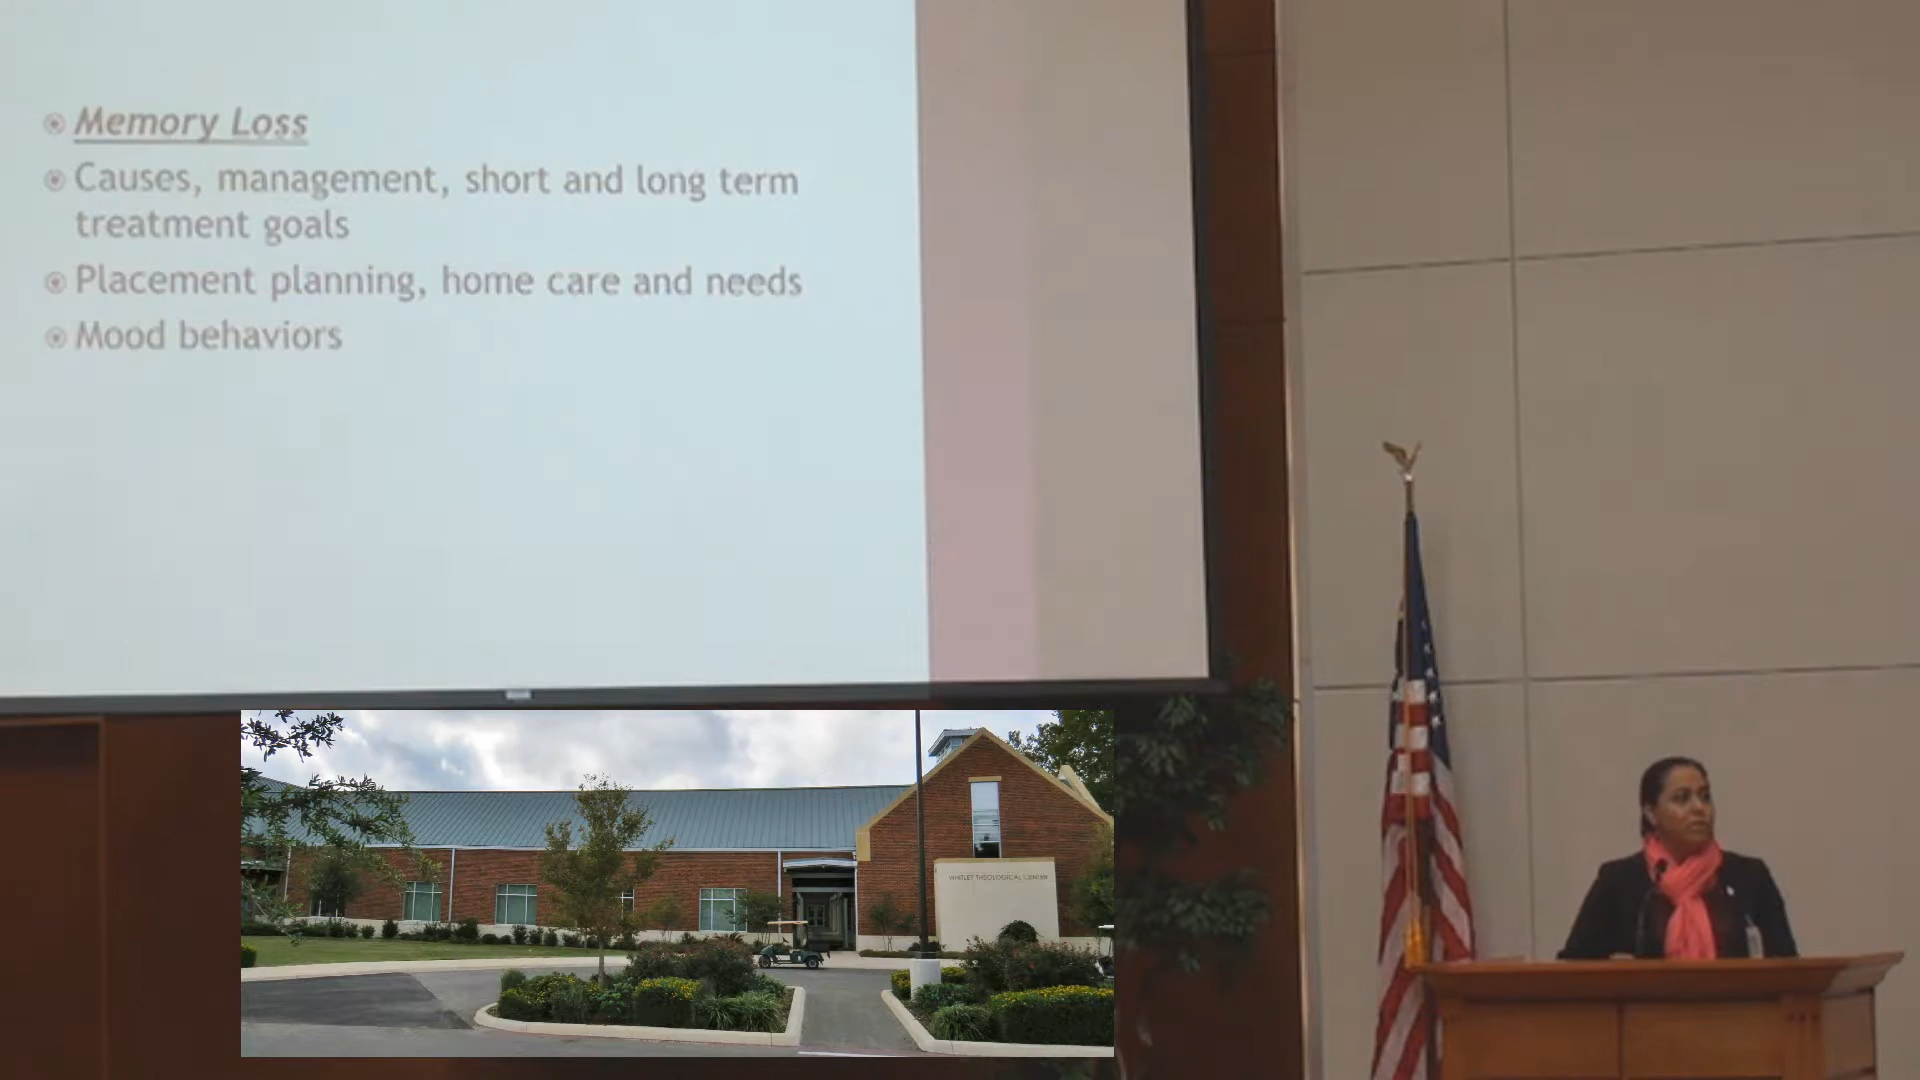 Memory Loss
Causes, management, short and long term
treatment goals
Placement planning, home care and needs
Mood behaviors
WHITLEY THEOLOGICAL CENTER